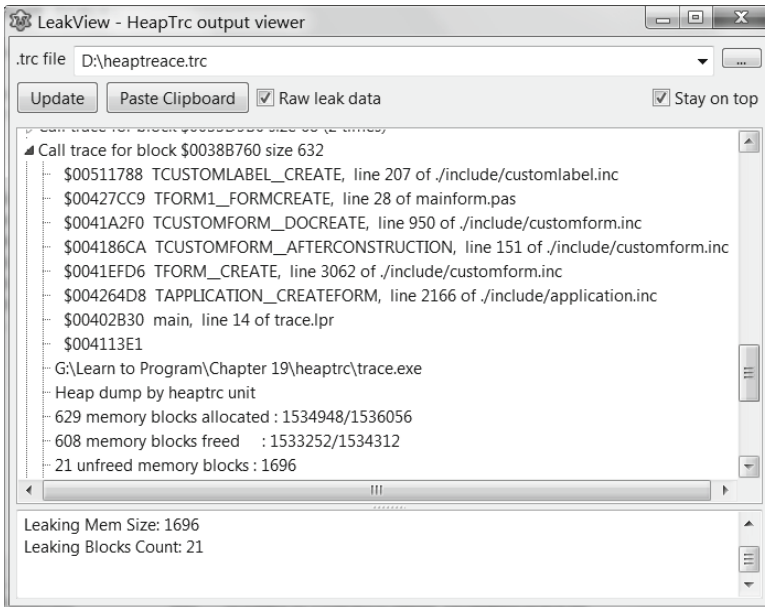 LeakView - HeapTrc output viewer
.trc file D:\heaptreace.trc ...
Update Paste Clipboard Raw leak data Stay on top
Call trace for block $0038B760 size 632
$00511788 TCUSTOMLABEL__CREATE, line 207 of ./include/customlabel.inc
$00427CC9 TFORM1__FORMCREATE, line 28 of mainform.pas
$0041A2F0 TCUSTOMFORM__DOCREATE, line 950 of ./include/customform.inc
$004186CA TCUSTOMFORM__AFTERCONSTRUCTION, line 151 of ./include/customform.inc
$0041EFD6 TFORM__CREATE, line 3062 of ./include/customform.inc
$004264D8 TAPPLICATION__CREATEFORM, line 2166 of ./include/application.inc
$00402B30 main, line 14 of trace.lpr
$004113E1
G:\Learn to Program\Chapter 19\heaptrc\trace.exe
Heap dump by heaptrc unit
629 memory blocks allocated : 1534948/1536056
608 memory blocks freed : 1533252/1534312
21 unfreed memory blocks : 1696
Leaking Mem Size: 1696
Leaking Blocks Count: 21